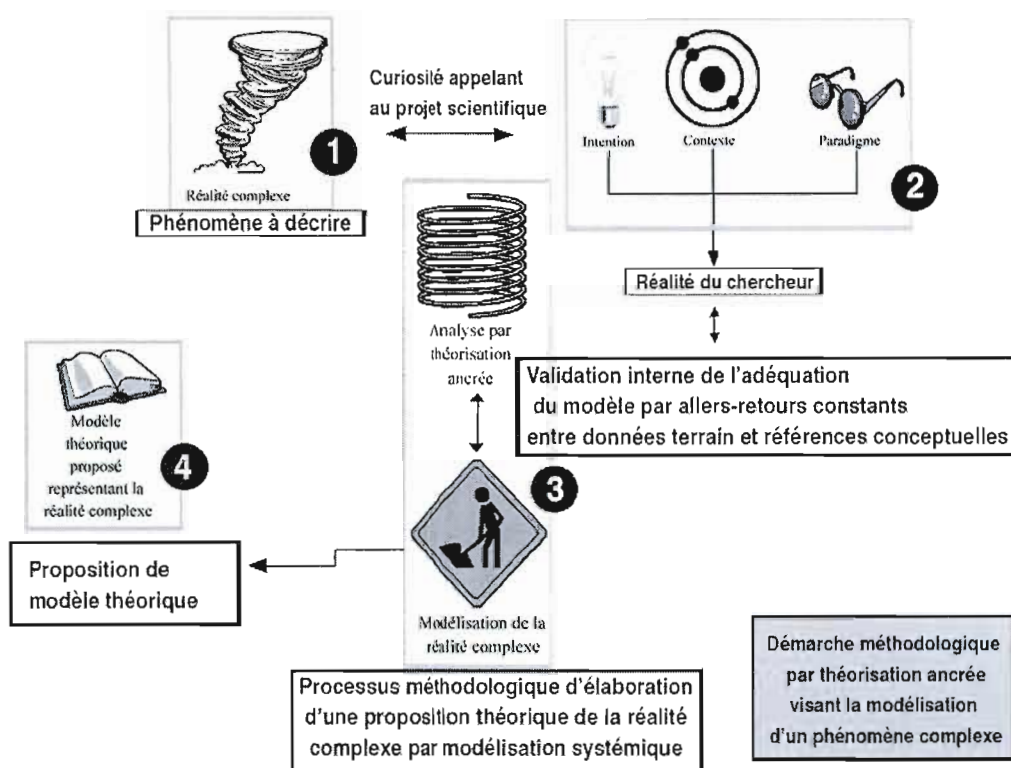 1
Réalité complexe
Phénomène à décrire
Curiosité appelant
au projet scientifique
Intention
Contexte
Paradigme
2
Réalité du chercheur
Analyse par
théorisation
ancrée
Validation interne de l'adéquation
du modèle par allers-retours constants
entre données terrain et références conceptuelles
3
Modélisation de la
réalité complexe
Processus méthodologique d'élaboration
d'une proposition théorique de la réalité
complexe par modélisation systémique
Modèle
théorique
proposé
représentant la
réalité complexe
4
Proposition de
modèle théorique
Démarche méthodologique
par théorisation ancrée
visant la modélisation
d'un phénomène complexe